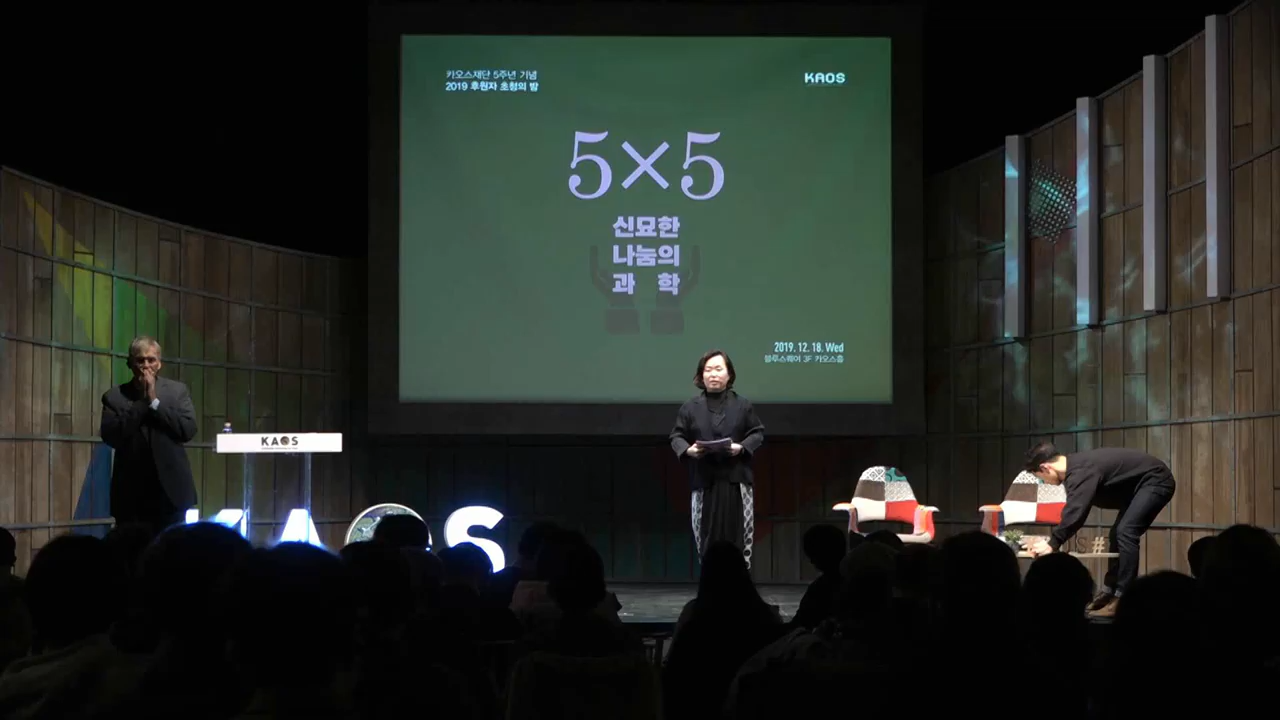 카오스재단 5주년 기념
2019 후원자 초청의 밤
KAOS
5×5
신묘한
나눔의
과 학
2019. 12. 18. Wed
블루스퀘어 3F 카오스홀
KAOS
KAOS